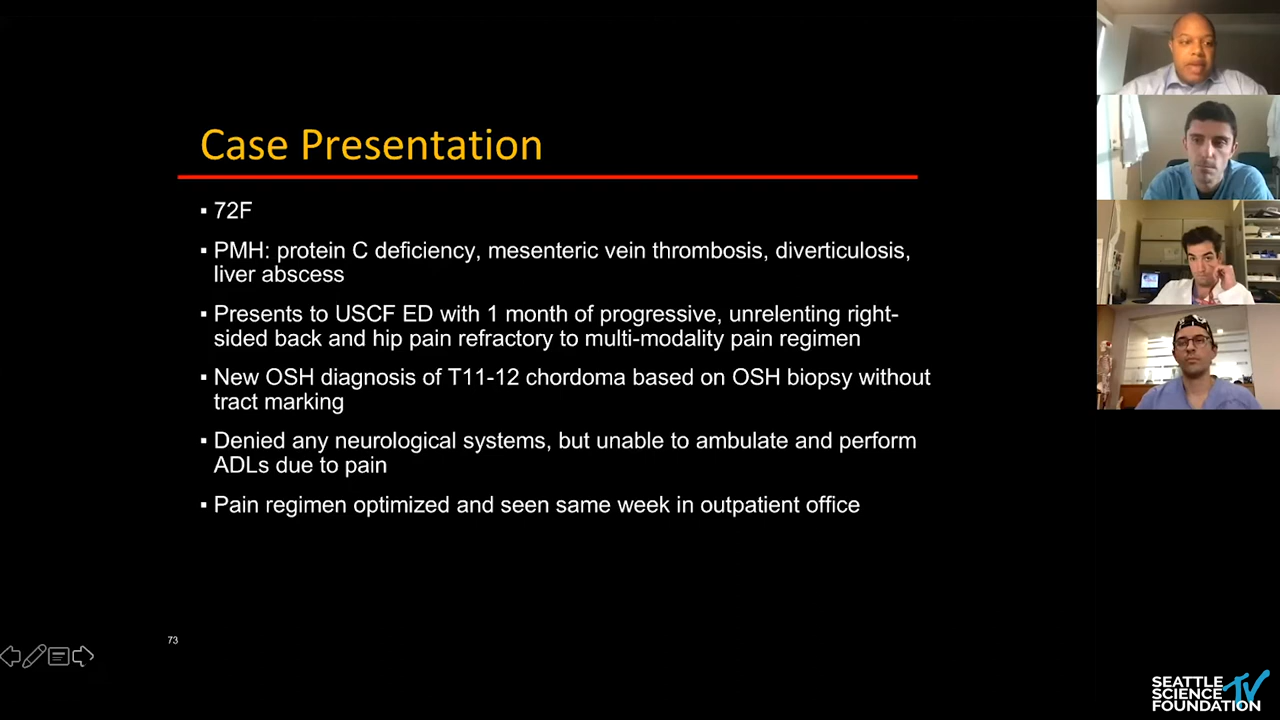 Case Presentation
▪ 72F
▪ PMH: protein C deficiency, mesenteric vein thrombosis, diverticulosis,
liver abscess
▪ Presents to USCF ED with 1 month of progressive, unrelenting right-
sided back and hip pain refractory to multi-modality pain regimen
▪ New OSH diagnosis of T11-12 chordoma based on OSH biopsy without
tract marking
▪ Denied any neurological systems, but unable to ambulate and perform
ADLs due to pain
▪ Pain regimen optimized and seen same week in outpatient office
73
SEATTLE
SCIENCE
FOUNDATION
TV